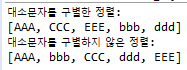 대소문자를 구별한 정렬:
[AAA, CCC, EEE, bbb, ddd]
대소문자를 구별하지 않은 정렬:
[AAA, bbb, CCC, ddd, EEE]